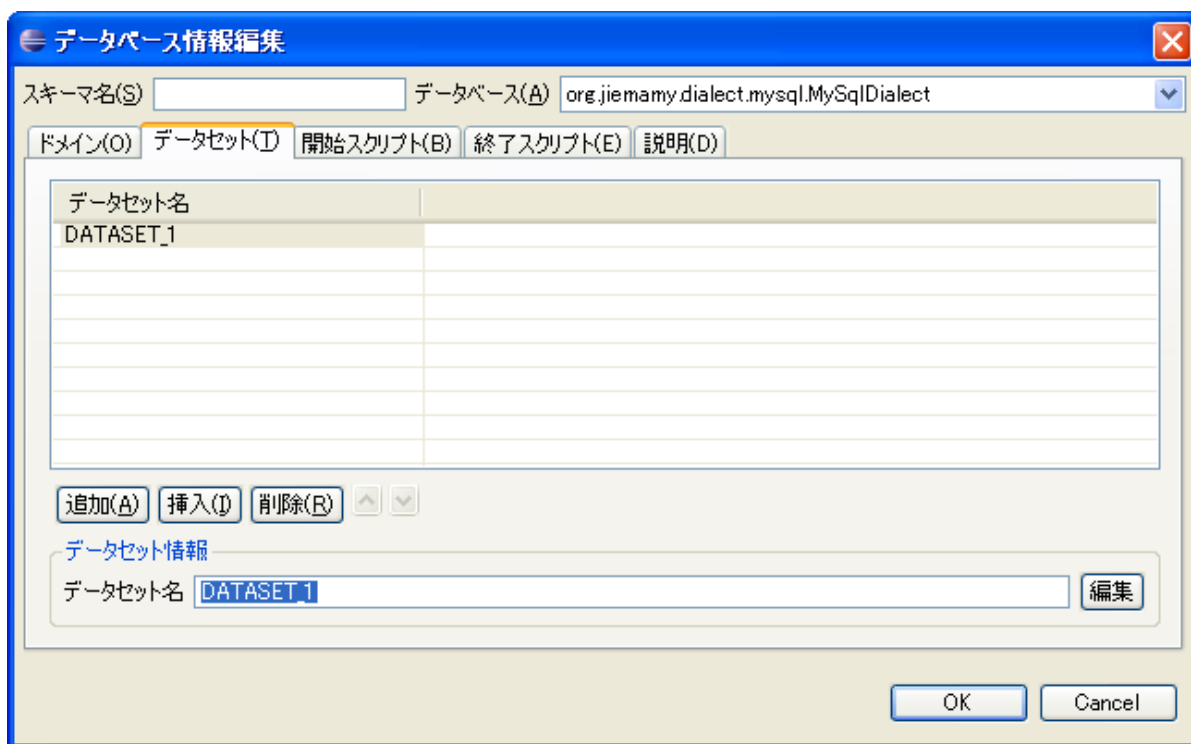 データベース情報編集
スキーマ名(S) データベース(A) org.jiemamy.dialect.mysql.MySqlDialect
ドメイン(O) データセット(T) 開始スクリプト(B) 終了スクリプト(E) 説明(D)
データセット名
DATASET_1
追加(A) 挿入(I) 削除(R)
データセット情報
データセット名 DATASET_1 編集
OK Cancel